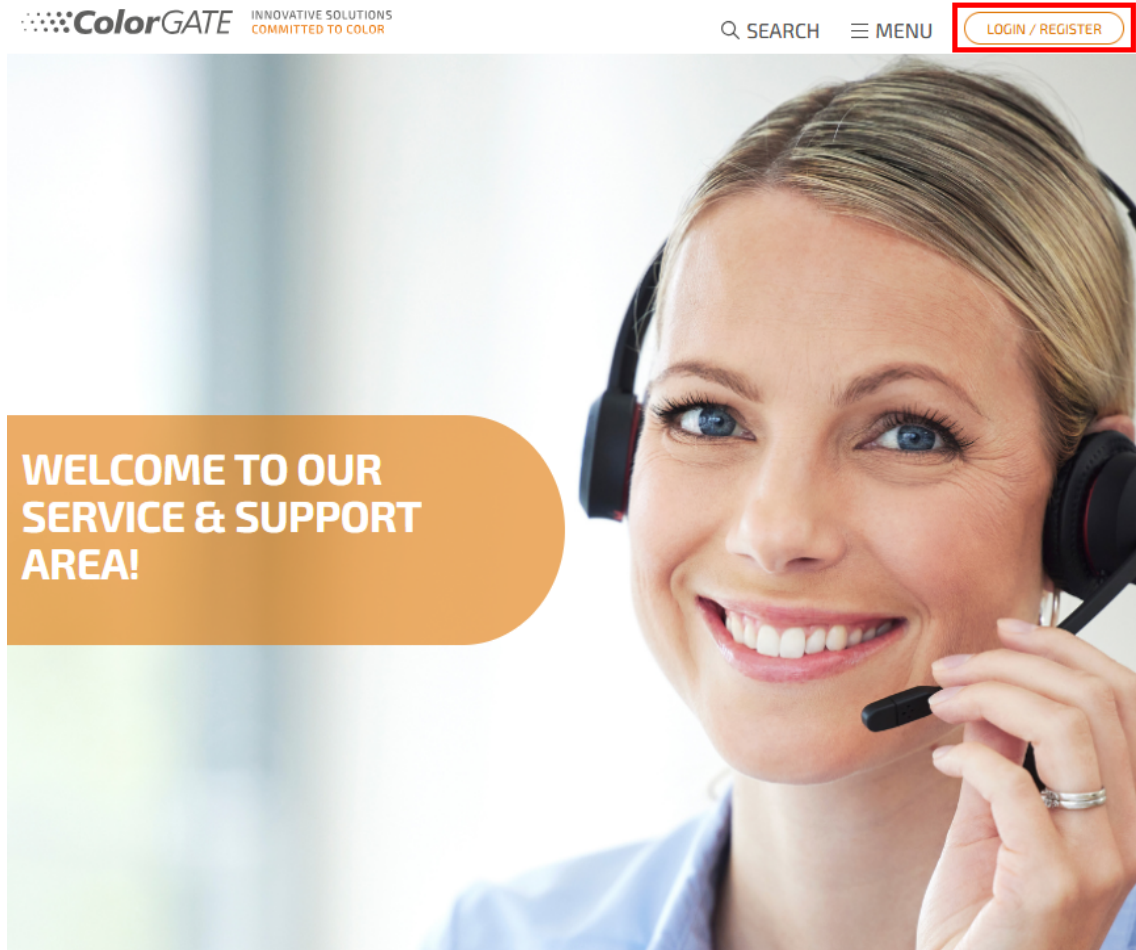 ColorGATE
INNOVATIVE SOLUTIONS
COMMITTED TO COLOR
SEARCH
MENU
LOGIN / REGISTER
WELCOME TO OUR
SERVICE & SUPPORT
AREA!